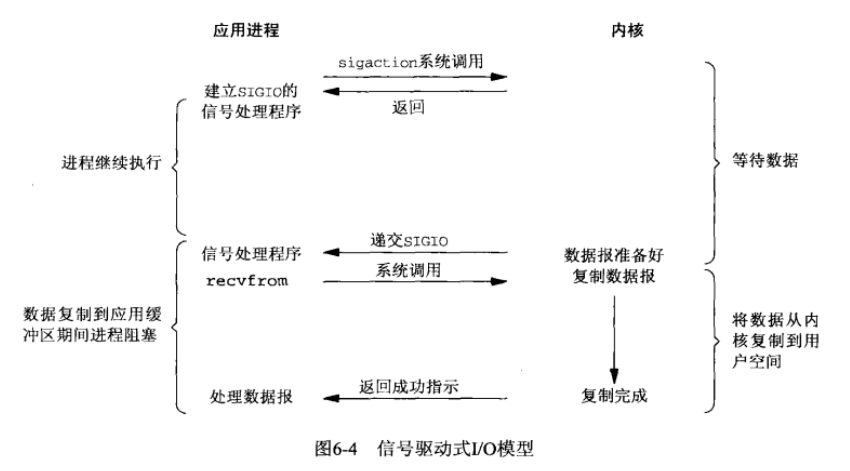 应用进程
内核
sigaction系统调用
建立SIGIO的
信号处理程序
返回
进程继续执行
等待数据
递交SIGIO
信号处理程序
数据报准备好
系统调用
recvfrom
复制数据报
数据复制到应用缓
冲区期间进程阻塞
将数据从内
核复制到用
户空间
返回成功指示
处理数据报
复制完成
图6-4 信号驱动式I/O模型